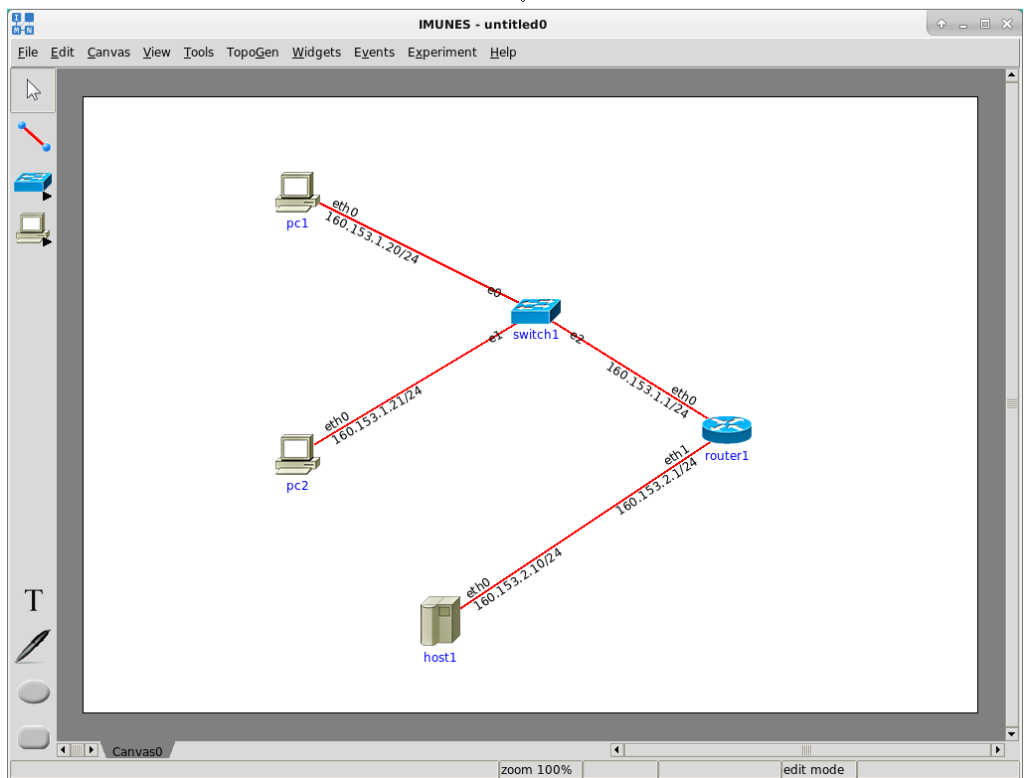 IMUNES - untitled0
File Edit Canvas View Tools TopoGen Widgets Events Experiment Help
eth0
160.153.1.20/24
pc1
e0
switch1
e1
e2
160.153.1.1/24
eth0
eth0
160.153.1.21/24
router1
eth1
160.153.2.1/24
pc2
eth0
160.153.2.10/24
T
host1
Canvas0
zoom 100%
edit mode